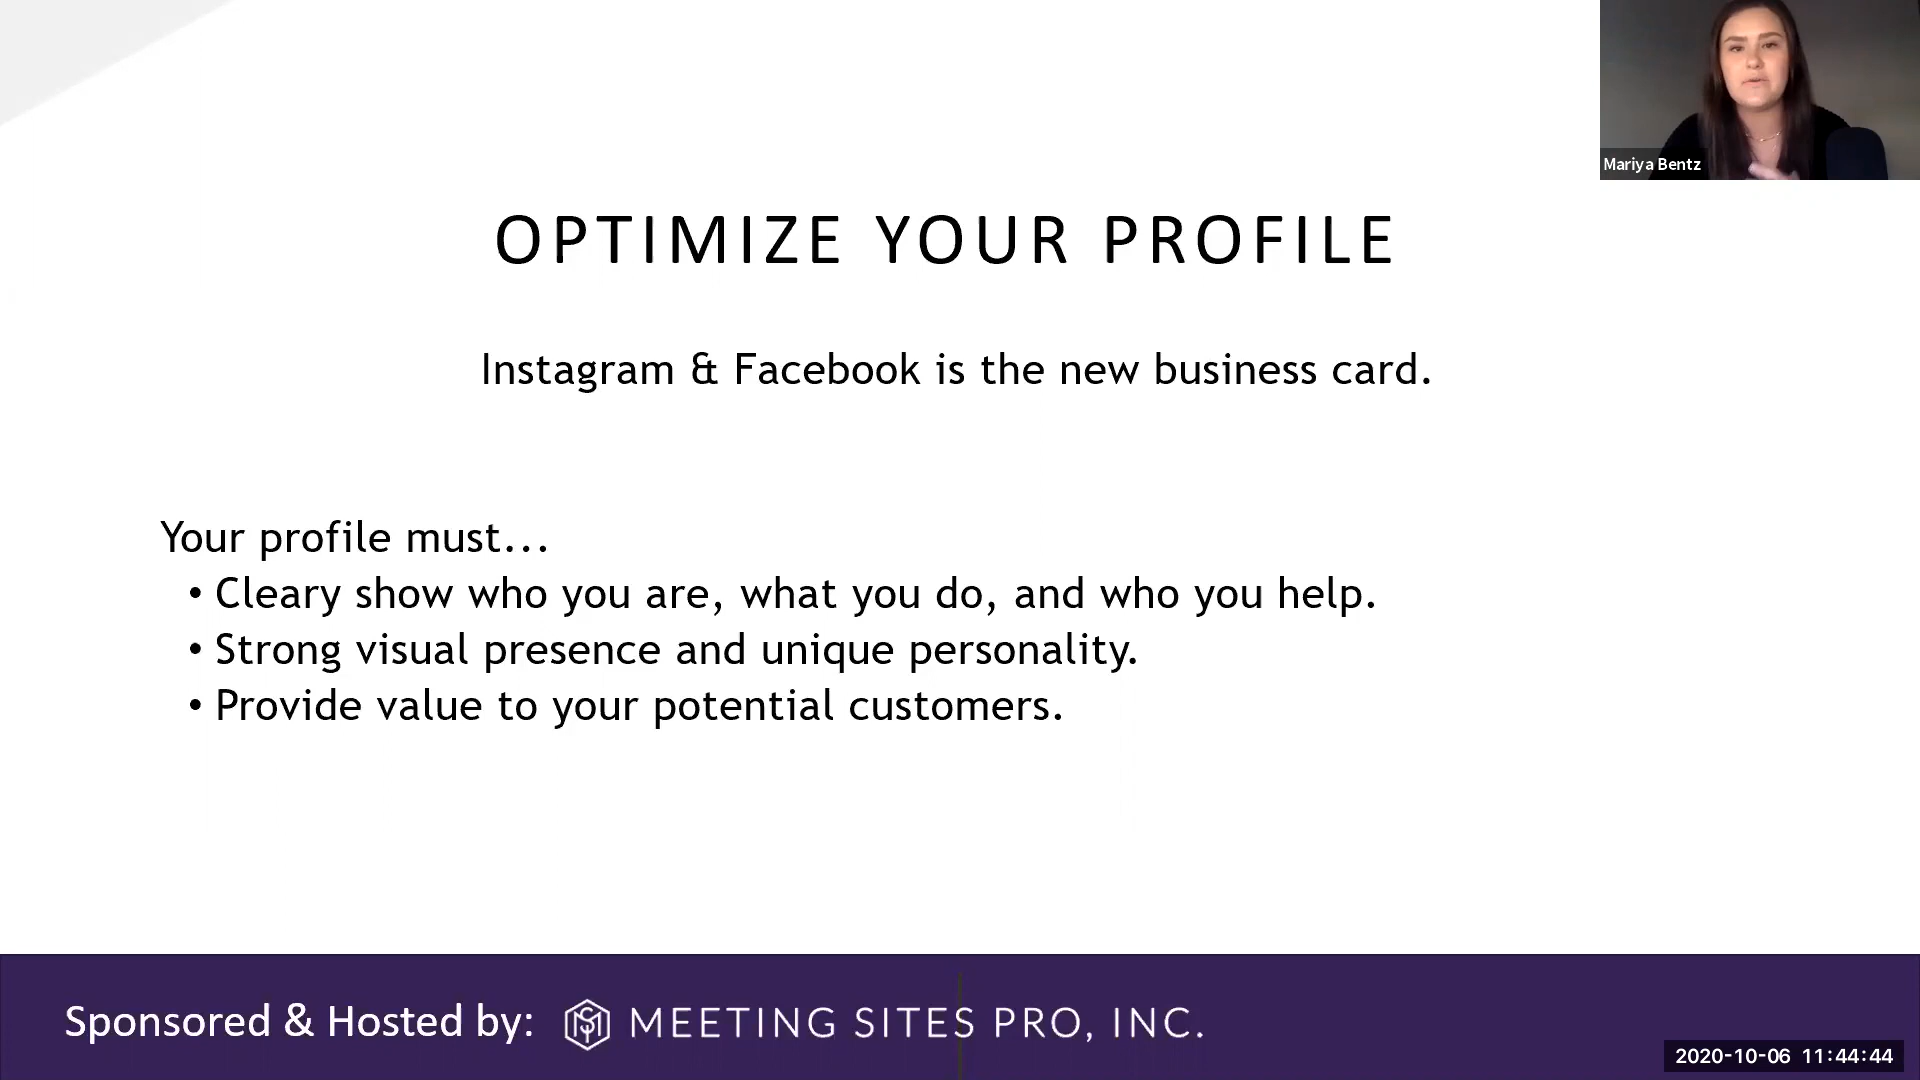 Mariya Bentz
OPTIMIZE YOUR PROFILE
Instagram & Facebook is the new business card.
Your profile must...
• Cleary show who you are, what you do, and who you help.
• Strong visual presence and unique personality.
• Provide value to your potential customers.
Sponsored & Hosted by: MEETING SITES PRO, INC.
2020-10-06 11:44:44